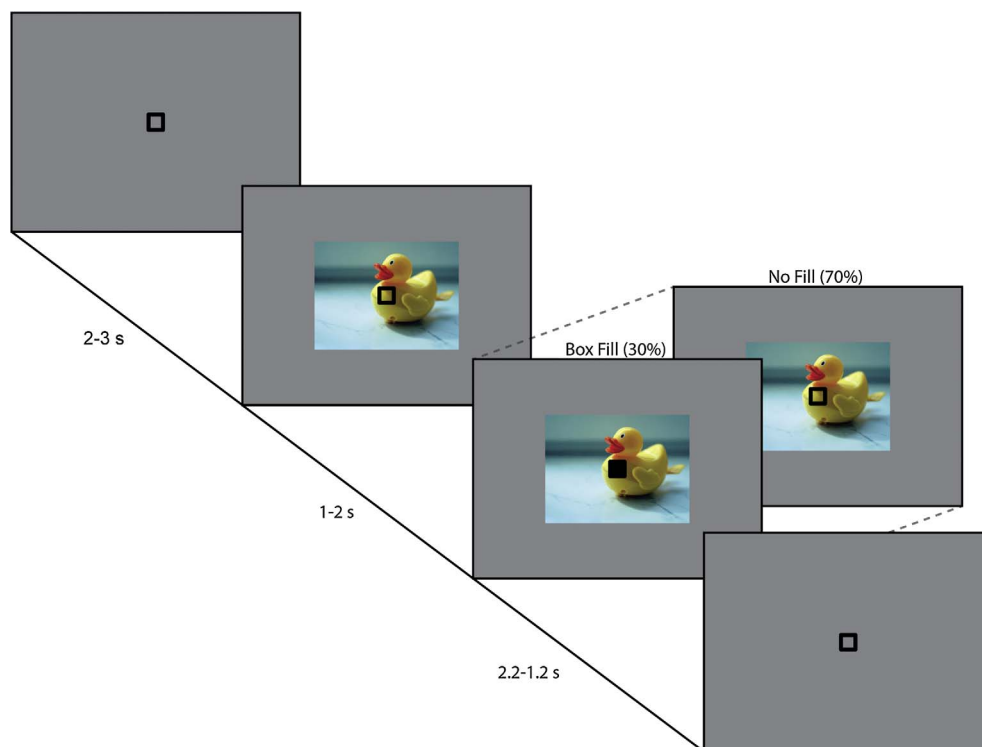 No Fill (70%)
2-3 s
Box Fill (30%)
1-2 s
2.2-1.2 s